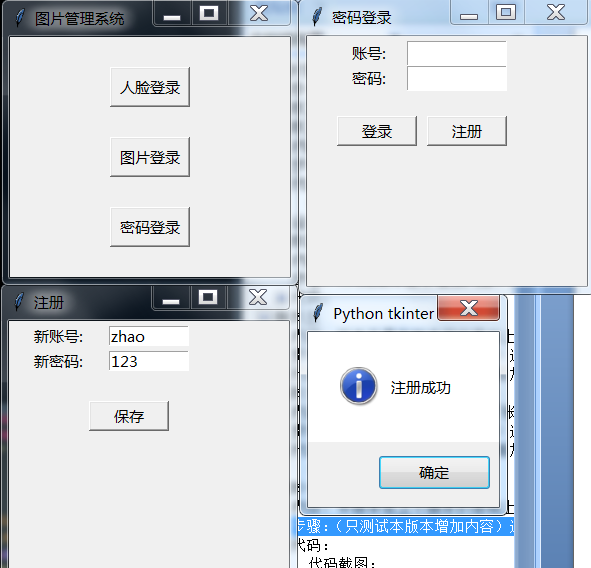 图片管理系统
人脸登录
图片登录
密码登录
密码登录
账号:
密码:
登录
注册
注册
新账号:
zhao
新密码:
123
保存
Python tkinter
注册成功
确定
步骤:(只测试本版本增加内容)
代码:
代码截图: